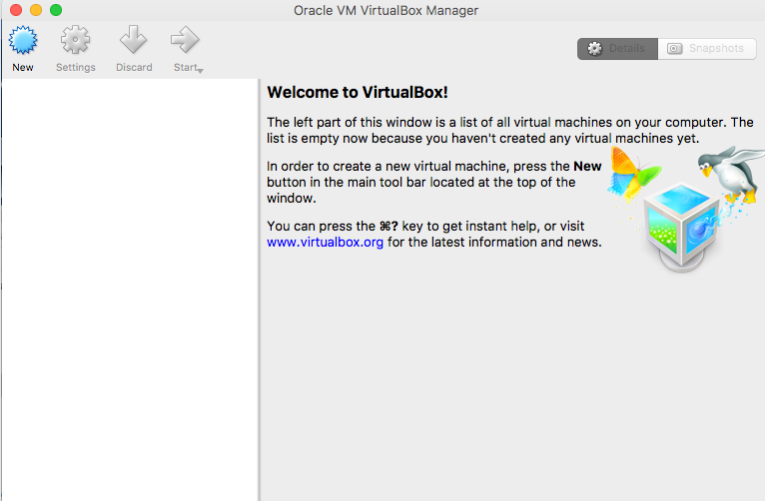 Oracle VM VirtualBox Manager
New
Settings
Discard
Start
Details
Snapshots
Welcome to VirtualBox!
The left part of this window is a list of all virtual machines on your computer. The
list is empty now because you haven't created any virtual machines yet.
In order to create a new virtual machine, press the New
button in the main tool bar located at the top of the
window.
You can press the ⌘? key to get instant help, or visit
www.virtualbox.org for the latest information and news.